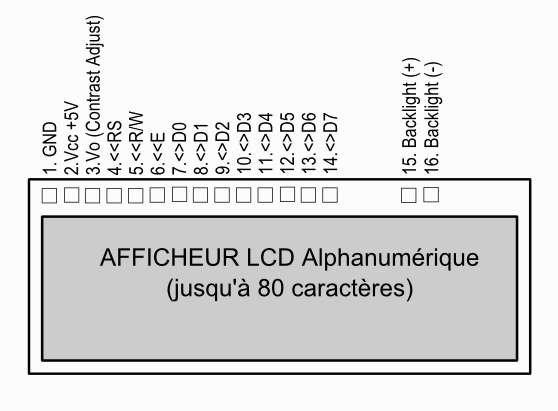 1. GND
2.Vcc +5V
3.Vo (Contrast Adjust)
4.<<RS
5.<<R/W
6.<<E
7.<>D0
8.<>D1
9.<>D2
10.<>D3
11.<>D4
12.<>D5
13.<>D6
14.<>D7
15. Backlight (+)
16. Backlight (-)
AFFICHEUR LCD Alphanumérique
(jusqu'à 80 caractères)